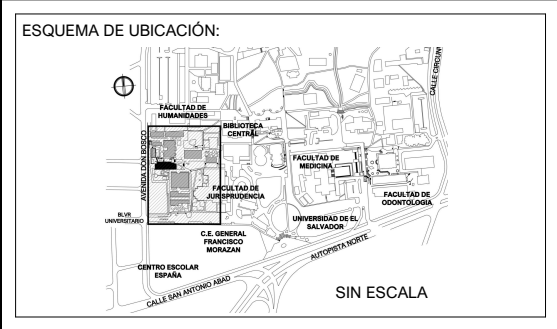 ESQUEMA DE UBICACIÓN:
CALLE CIRCUN
FACULTAD DE
HUMANIDADES
BIBLIOTECA
CENTRAL
AVENIDA DON BOSCO
FACULTAD DE
MEDICINA
FACULTAD DE
JURISPRUDENCIA
FACULTAD DE
ODONTOLOGIA
BLVR
UNIVERSITARIO
UNIVERSIDAD DE EL
SALVADOR
C.E. GENERAL
FRANCISCO
MORAZAN
AUTOPISTA NORTE
CENTRO ESCOLAR
ESPAÑA
CALLE SAN ANTONIO ABAD
SIN ESCALA